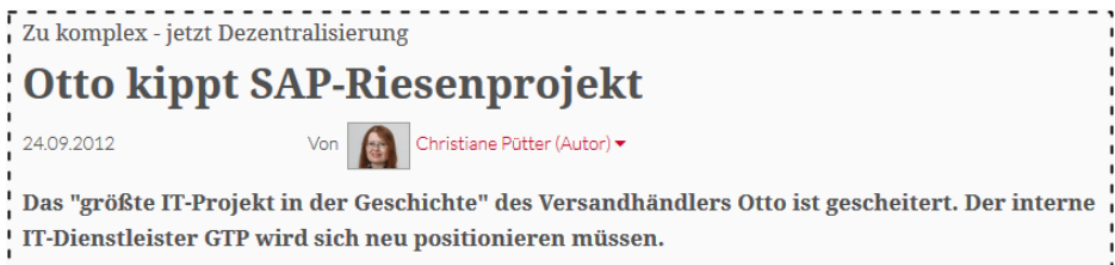 Zu komplex - jetzt Dezentralisierung
Otto kippt SAP-Riesenprojekt
24.09.2012 Von Christiane Pütter (Autor)
Das "größte IT-Projekt in der Geschichte" des Versandhändlers Otto ist gescheitert. Der interne
IT-Dienstleister GTP wird sich neu positionieren müssen.